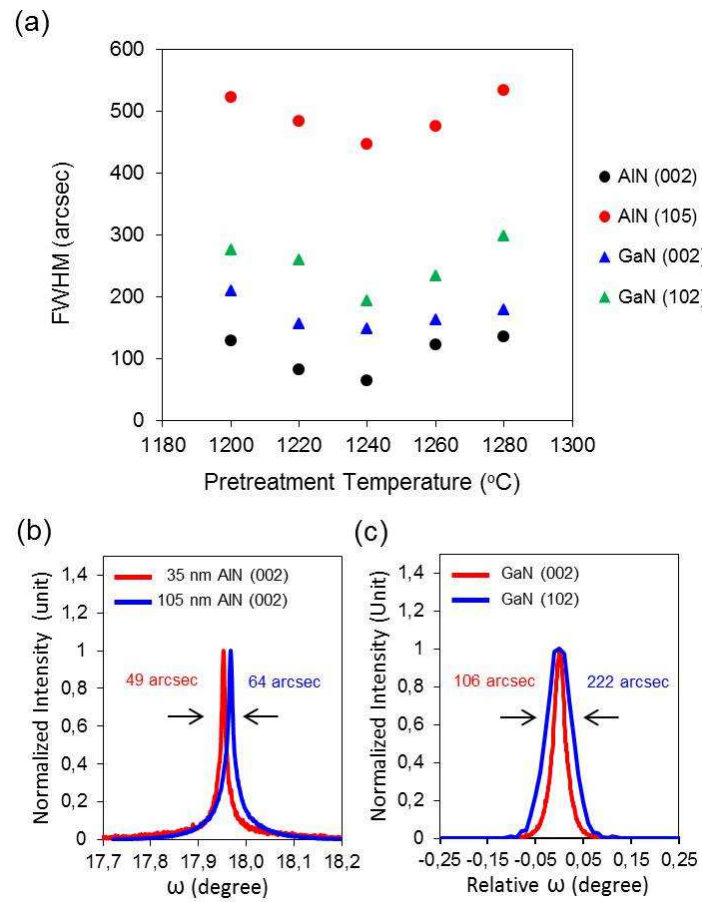 (a)
600
500
400
300
200
100
0
1180 1200 1220 1240 1260 1280 1300
FWHM (arcsec)
Pretreatment Temperature (°C)
AlN (002)
AlN (105)
GaN (002)
GaN (102)
(b)
35 nm AlN (002)
105 nm AlN (002)
1,4
1,2
1
0,8
0,6
0,4
0,2
0
49 arcsec
64 arcsec
17,7 17,8 17,9 18,0 18,1 18,2
Normalized Intensity (unit)
ω (degree)
(c)
GaN (002)
GaN (102)
1,4
1,2
1
0,8
0,6
0,4
0,2
0
106 arcsec
222 arcsec
-0,25 -0,15 -0,05 0,05 0,15 0,25
Normalized Intensity (Unit)
Relative ω (degree)